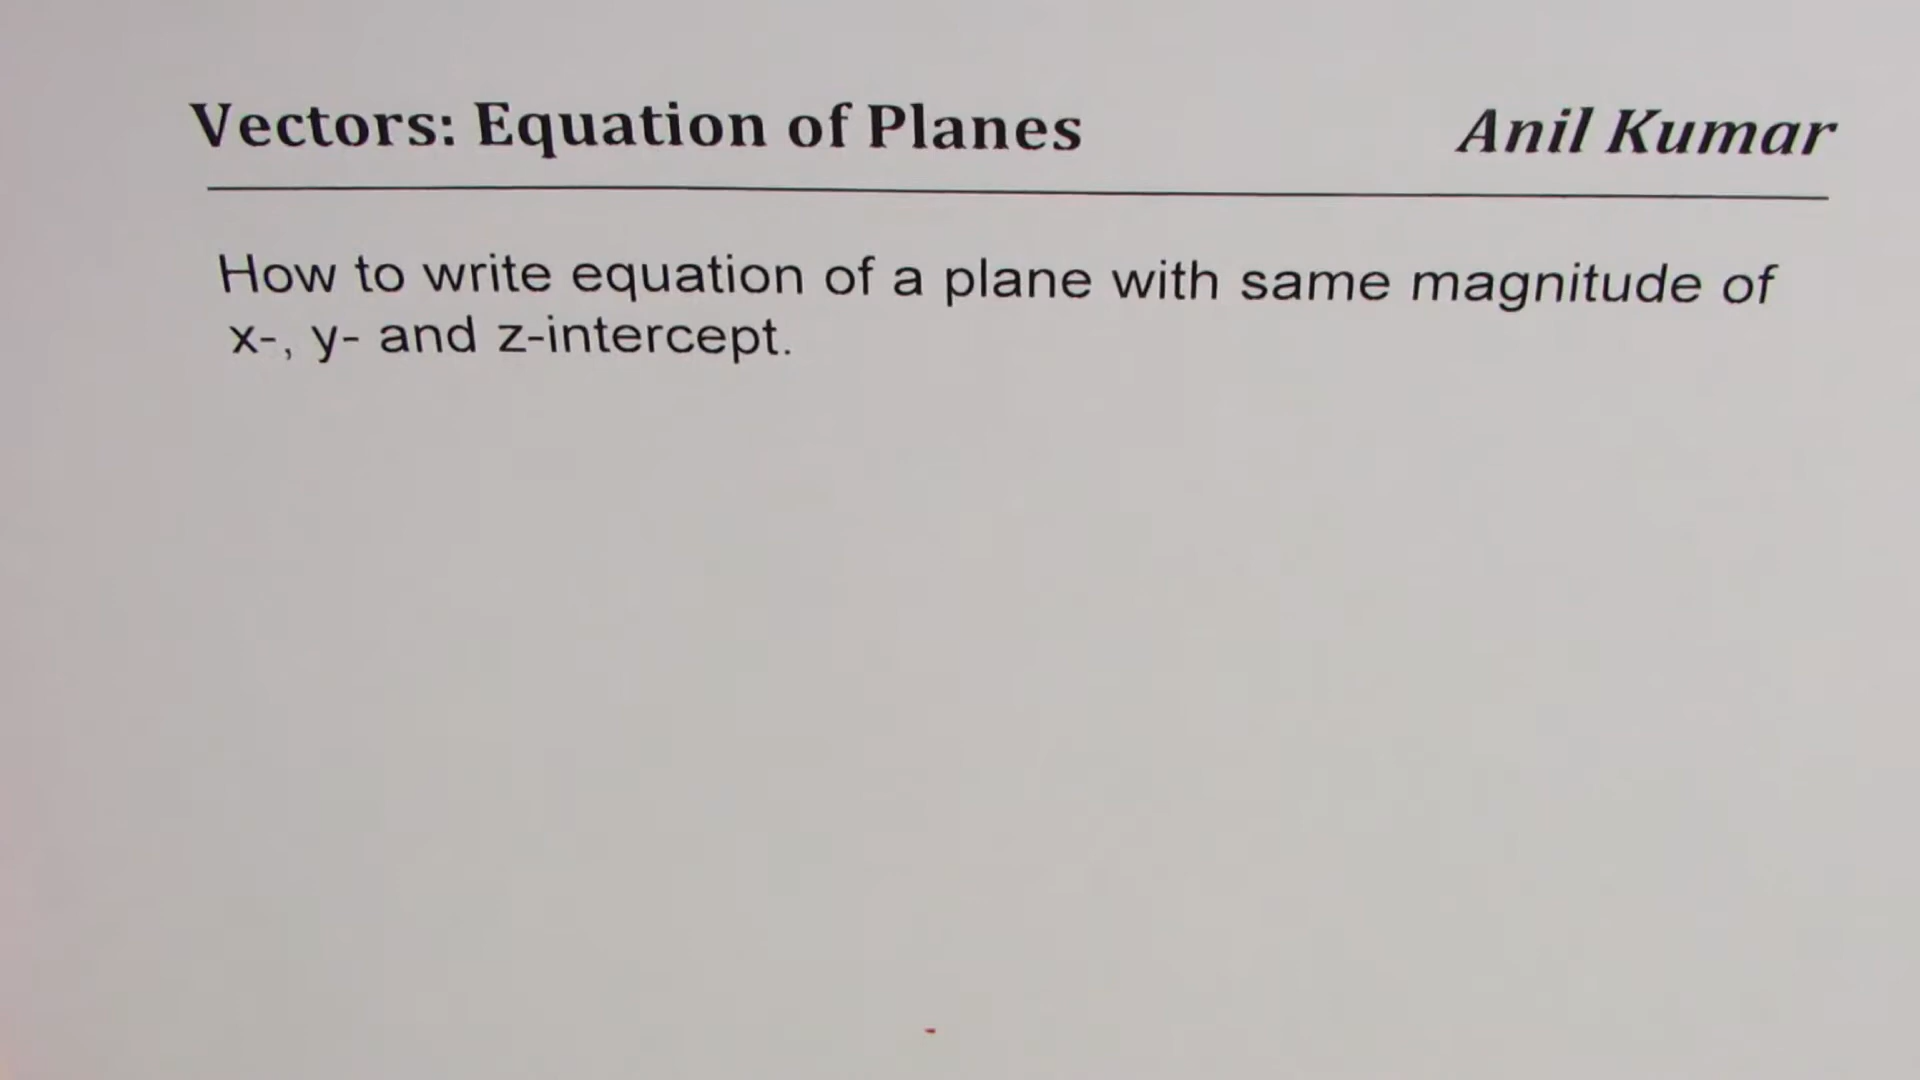 Vectors: Equation of Planes Anil Kumar
How to write equation of a plane with same magnitude of
x-, y- and z-intercept.